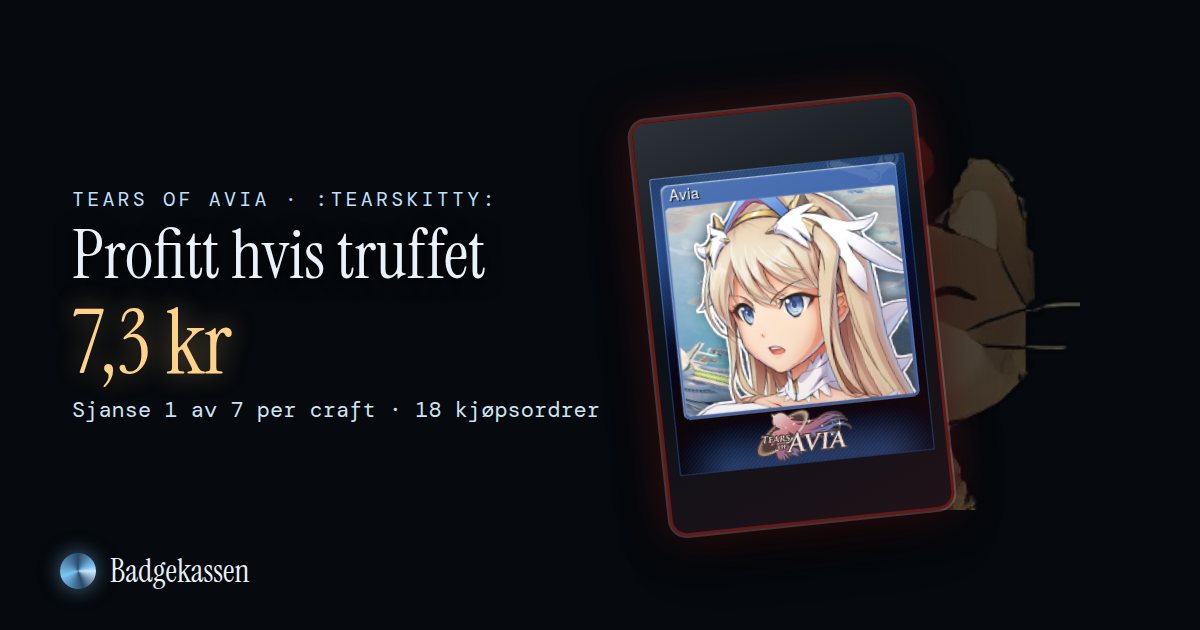 TEARS OF AVIA · :TEARSKITTY:
Profitt hvis truffet
7,3 kr
Sjanse 1 av 7 per craft · 18 kjøpsordrer
Avia
TEARS OF AVIA
Badgekassen